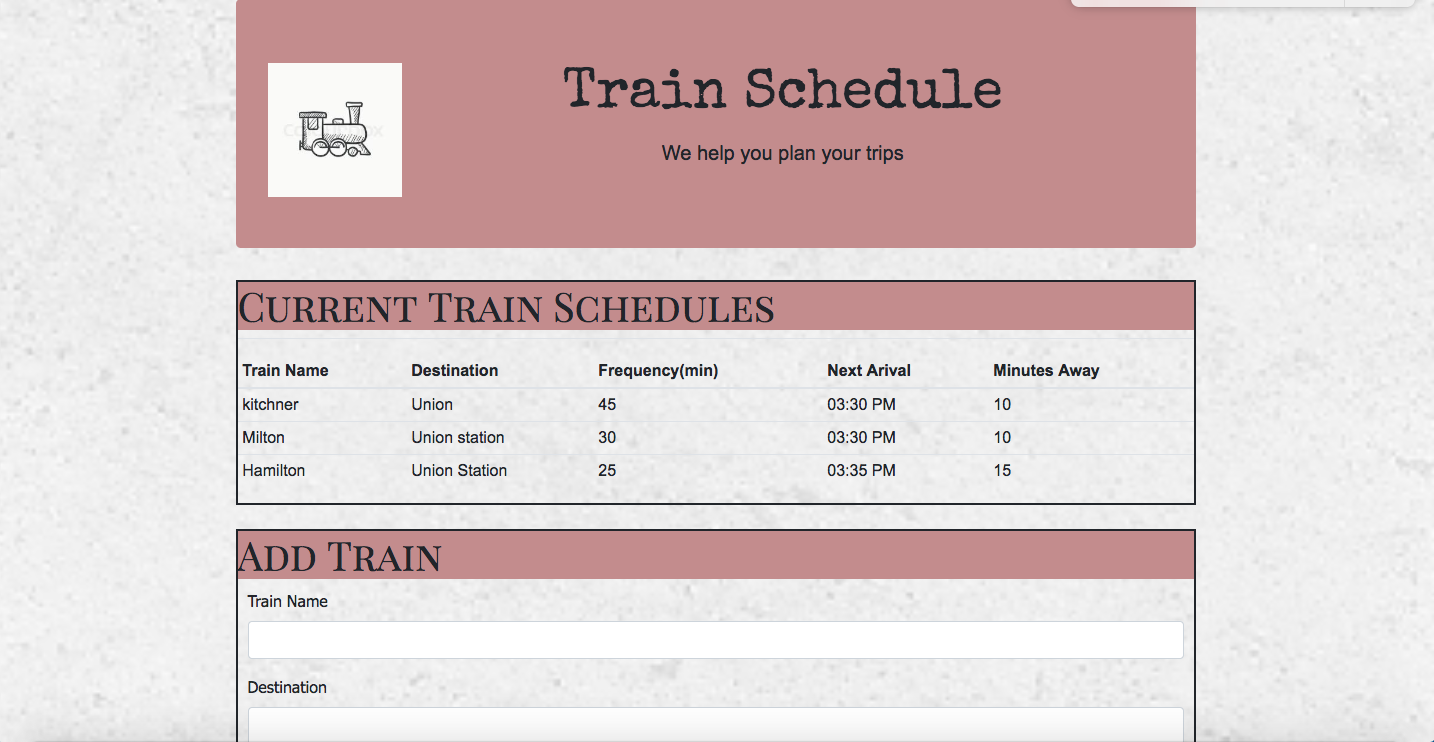 Train Schedule
We help you plan your trips
Current Train Schedules
Train Name Destination Frequency(min) Next Arival Minutes Away
kitchner Union 45 03:30 PM 10
Milton Union station 30 03:30 PM 10
Hamilton Union Station 25 03:35 PM 15
Add Train
Train Name
Destination